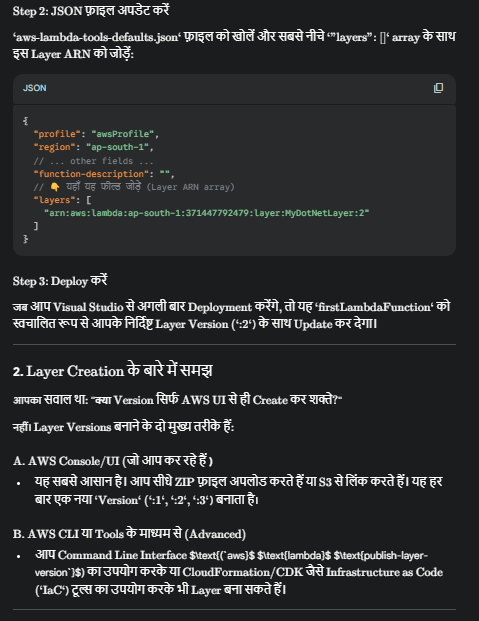 Step 2: JSON फ़ाइल अपडेट करें
‘aws-lambda-tools-defaults.json‘ फ़ाइल को खोलें और सबसे नीचे ‘”layers”: []‘ array के साथ
इस Layer ARN को जोड़ें:
JSON
{
"profile": "awsProfile",
"region": "ap-south-1",
// ... other fields ...
"function-description": "",
// 👇 यहाँ यह फील्ड जोड़ें (Layer ARN array)
"layers": [
"arn:aws:lambda:ap-south-1:371447792479:layer:MyDotNetLayer:2"
]
}
Step 3: Deploy करें
जब आप Visual Studio से अगली बार Deployment करेंगे, तो यह ‘firstLambdaFunction‘ को
स्वचालित रूप से आपके निर्दिष्ट Layer Version (‘:2‘) के साथ Update कर देगा।
2. Layer Creation के बारे में समझ
आपका सवाल था: "क्या Version सिर्फ AWS UI से ही Create कर शक्ते?"
नहीं। Layer Versions बनाने के दो मुख्य तरीके हैं:
A. AWS Console/UI (जो आप कर रहे हैं )
• यह सबसे आसान है। आप सीधे ZIP फ़ाइल अपलोड करते हैं या S3 से लिंक करते हैं। यह हर
बार एक नया ‘Version‘ (‘:1‘, ‘:2‘, ‘:3‘) बनाता है।
B. AWS CLI या Tools के माध्यम से (Advanced)
• आप Command Line Interface $\text{(`aws}$ $\text{lambda}$ $\text{publish-layer-
version`)}$) का उपयोग करके या CloudFormation/CDK जैसे Infrastructure as Code
(‘IaC‘) टूल्स का उपयोग करके भी Layer बना सकते हैं।